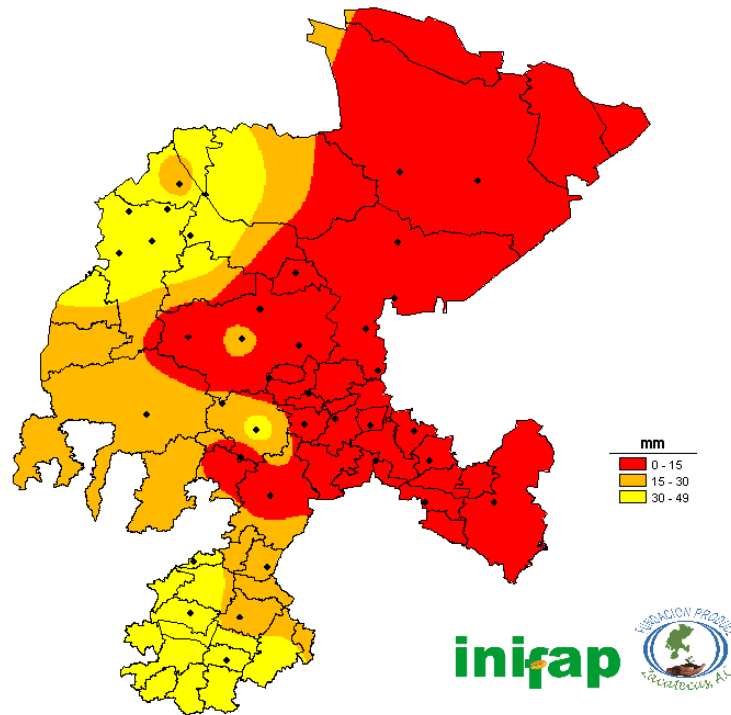 mm
0 - 15
15 - 30
30 - 49
inifap
FUNDACION PRODUCE
Zacatecas, A.C.